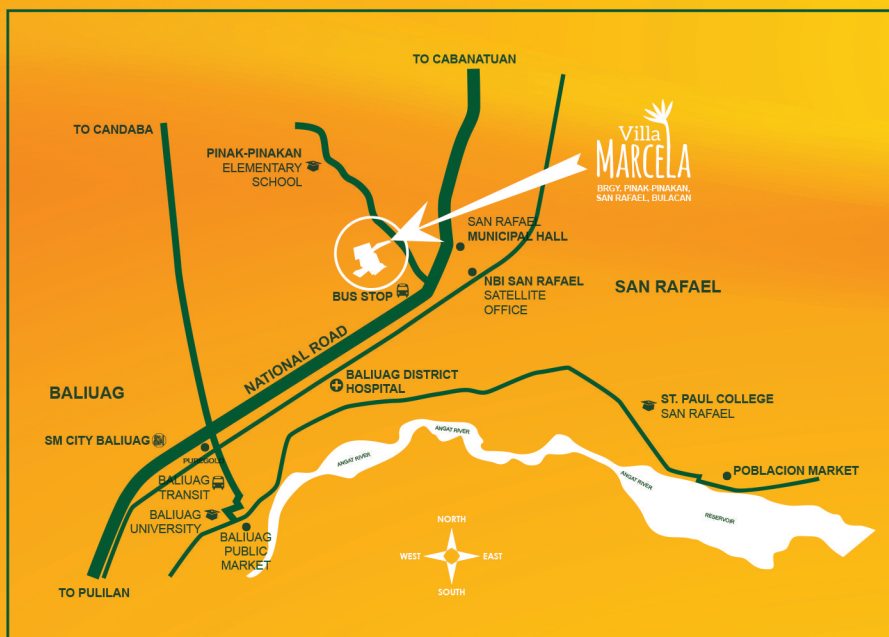 TO CABANATUAN
TO CANDABA
Villa
MARCELA
BRGY. PINAK-PINAKAN,
SAN RAFAEL, BULACAN
PINAK-PINAKAN
ELEMENTARY
SCHOOL
SAN RAFAEL
MUNICIPAL HALL
NBI SAN RAFAEL
SATELLITE
OFFICE
SAN RAFAEL
BUS STOP
NATIONAL ROAD
BALIUAG DISTRICT
HOSPITAL
BALIUAG
ST. PAUL COLLEGE
SAN RAFAEL
SM CITY BALIUAG
PUREGOLD
ANGAT RIVER
ANGAT RIVER
ANGAT RIVER
POBLACION MARKET
BALIUAG
TRANSIT
BALIUAG
UNIVERSITY
RESERVOIR
BALIUAG
PUBLIC
MARKET
NORTH
WEST
EAST
SOUTH
TO PULILAN